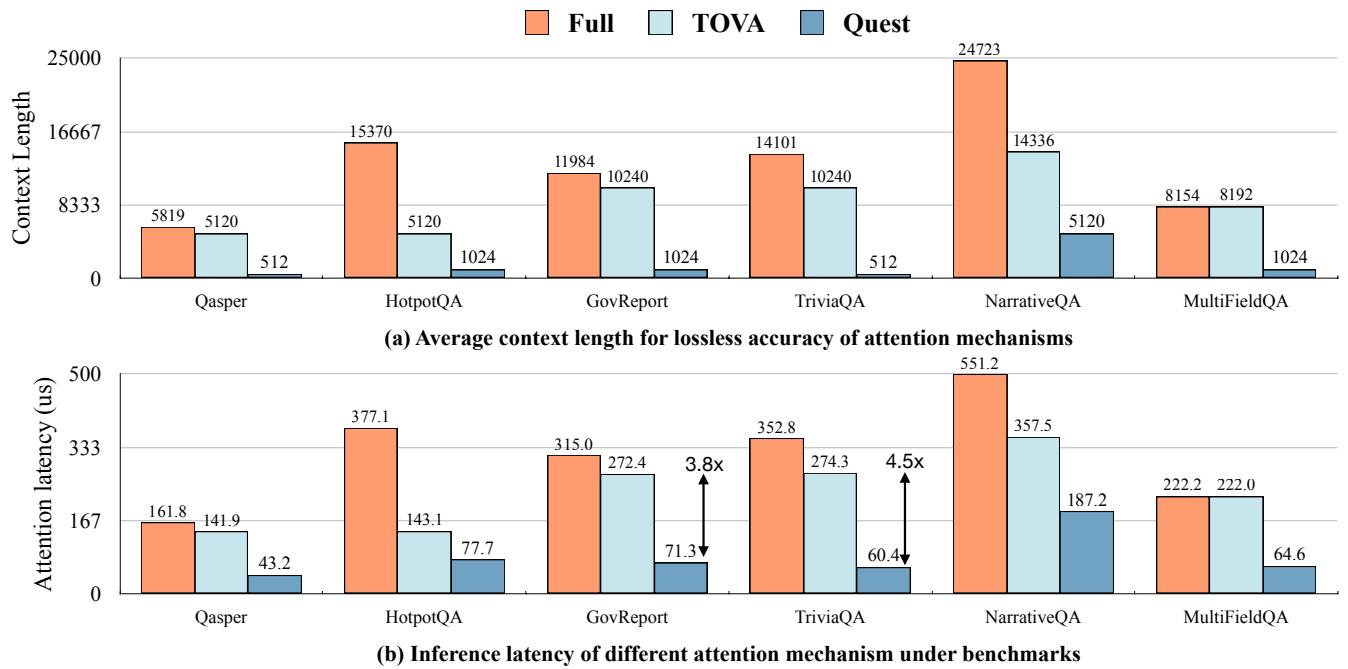 Full TOVA Quest
Context Length
25000
16667
8333
0
5819 5120 512
15370 5120 1024
11984 10240 1024
14101 10240 512
24723 14336 5120
8154 8192 1024
Qasper HotpotQA GovReport TriviaQA NarrativeQA MultiFieldQA
(a) Average context length for lossless accuracy of attention mechanisms
Attention latency (us)
500
333
167
0
161.8 141.9 43.2
377.1 143.1 77.7
315.0 272.4 71.3
3.8x
352.8 274.3 60.4
4.5x
551.2 357.5 187.2
222.2 222.0 64.6
Qasper HotpotQA GovReport TriviaQA NarrativeQA MultiFieldQA
(b) Inference latency of different attention mechanism under benchmarks